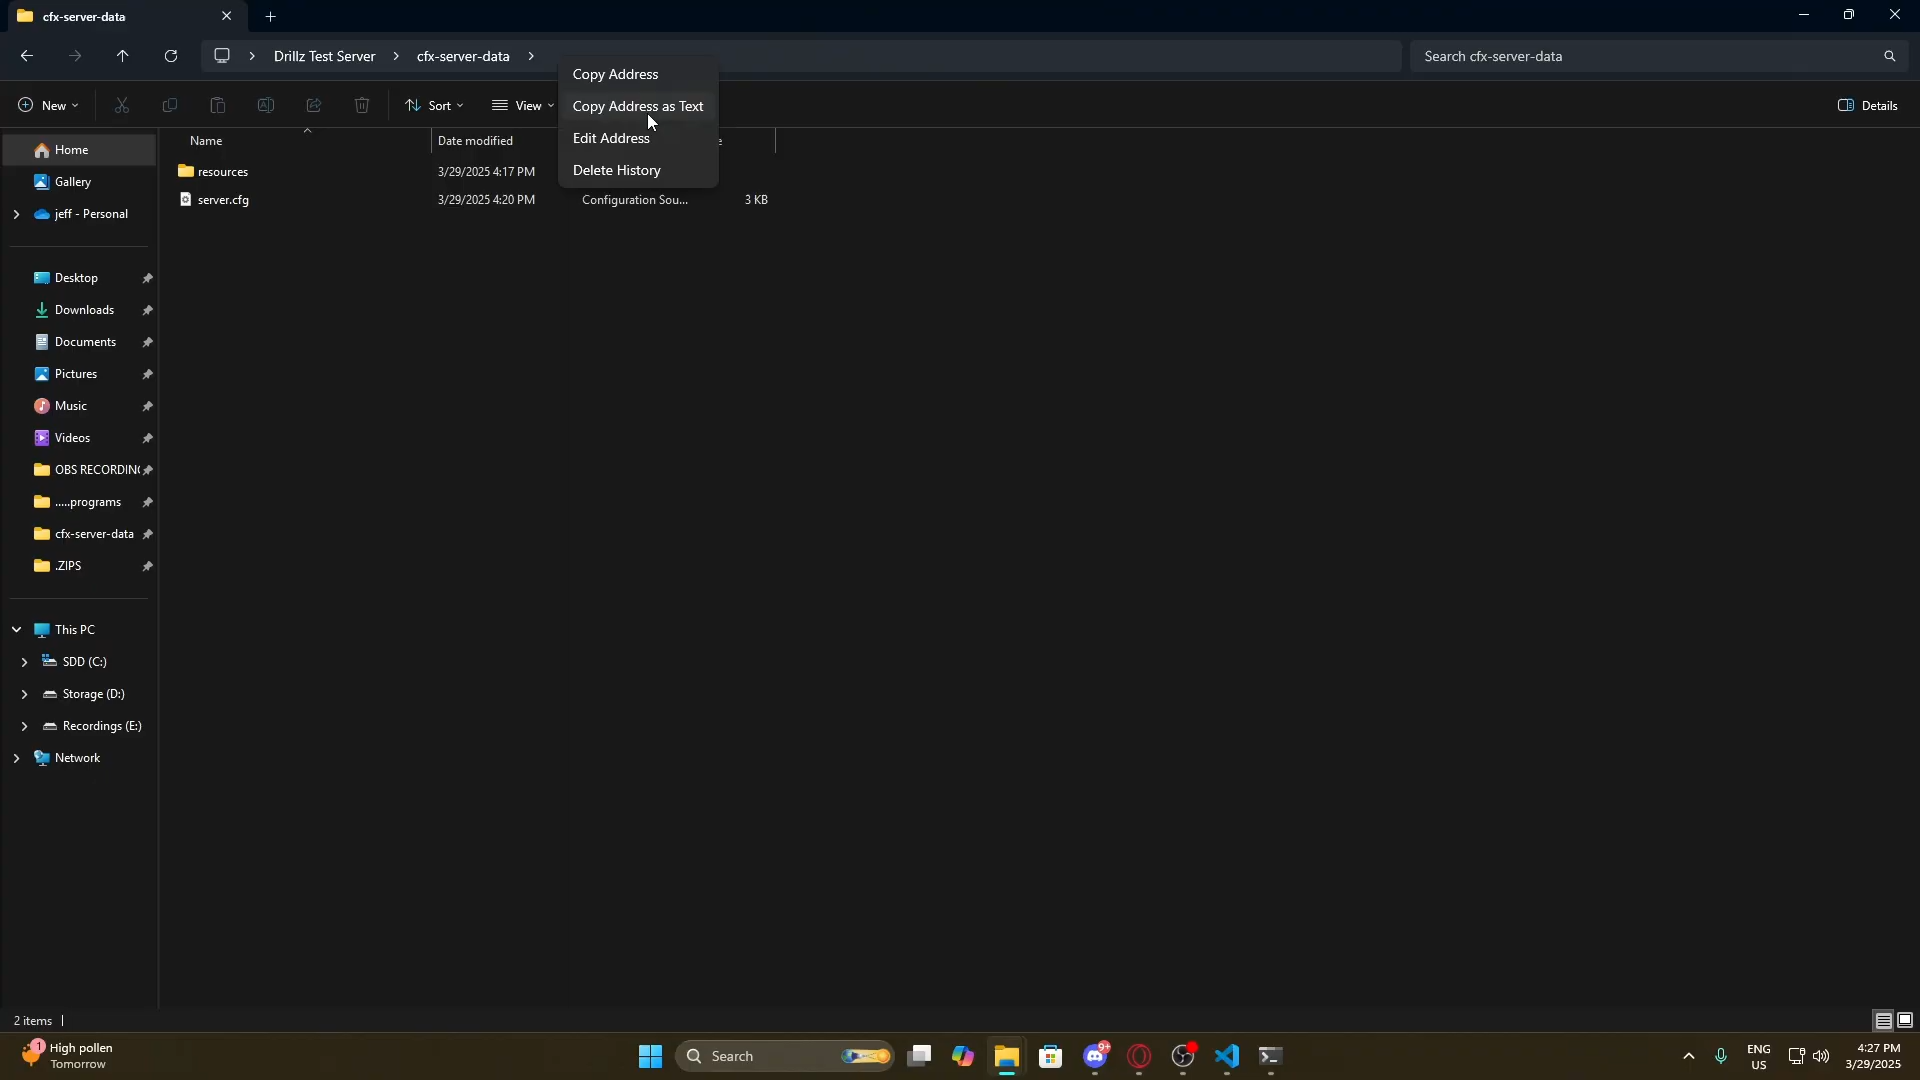 cfx-server-data
Drillz Test Server
cfx-server-data
Search cfx-server-data
Copy Address
Copy Address as Text
Edit Address
Delete History
New
Sort
View
Details
Name
Date modified
resources
3/29/2025 4:17 PM
server.cfg
3/29/2025 4:20 PM
Configuration Sou...
3 KB
Home
Gallery
jeff - Personal
Desktop
Downloads
Documents
Pictures
Music
Videos
OBS RECORDING
.....programs
cfx-server-data
.ZIPS
This PC
SDD (C:)
Storage (D:)
Recordings (E:)
Network
2 items
1
High pollen
Tomorrow
Search
9+
ENG
US
4:27 PM
3/29/2025